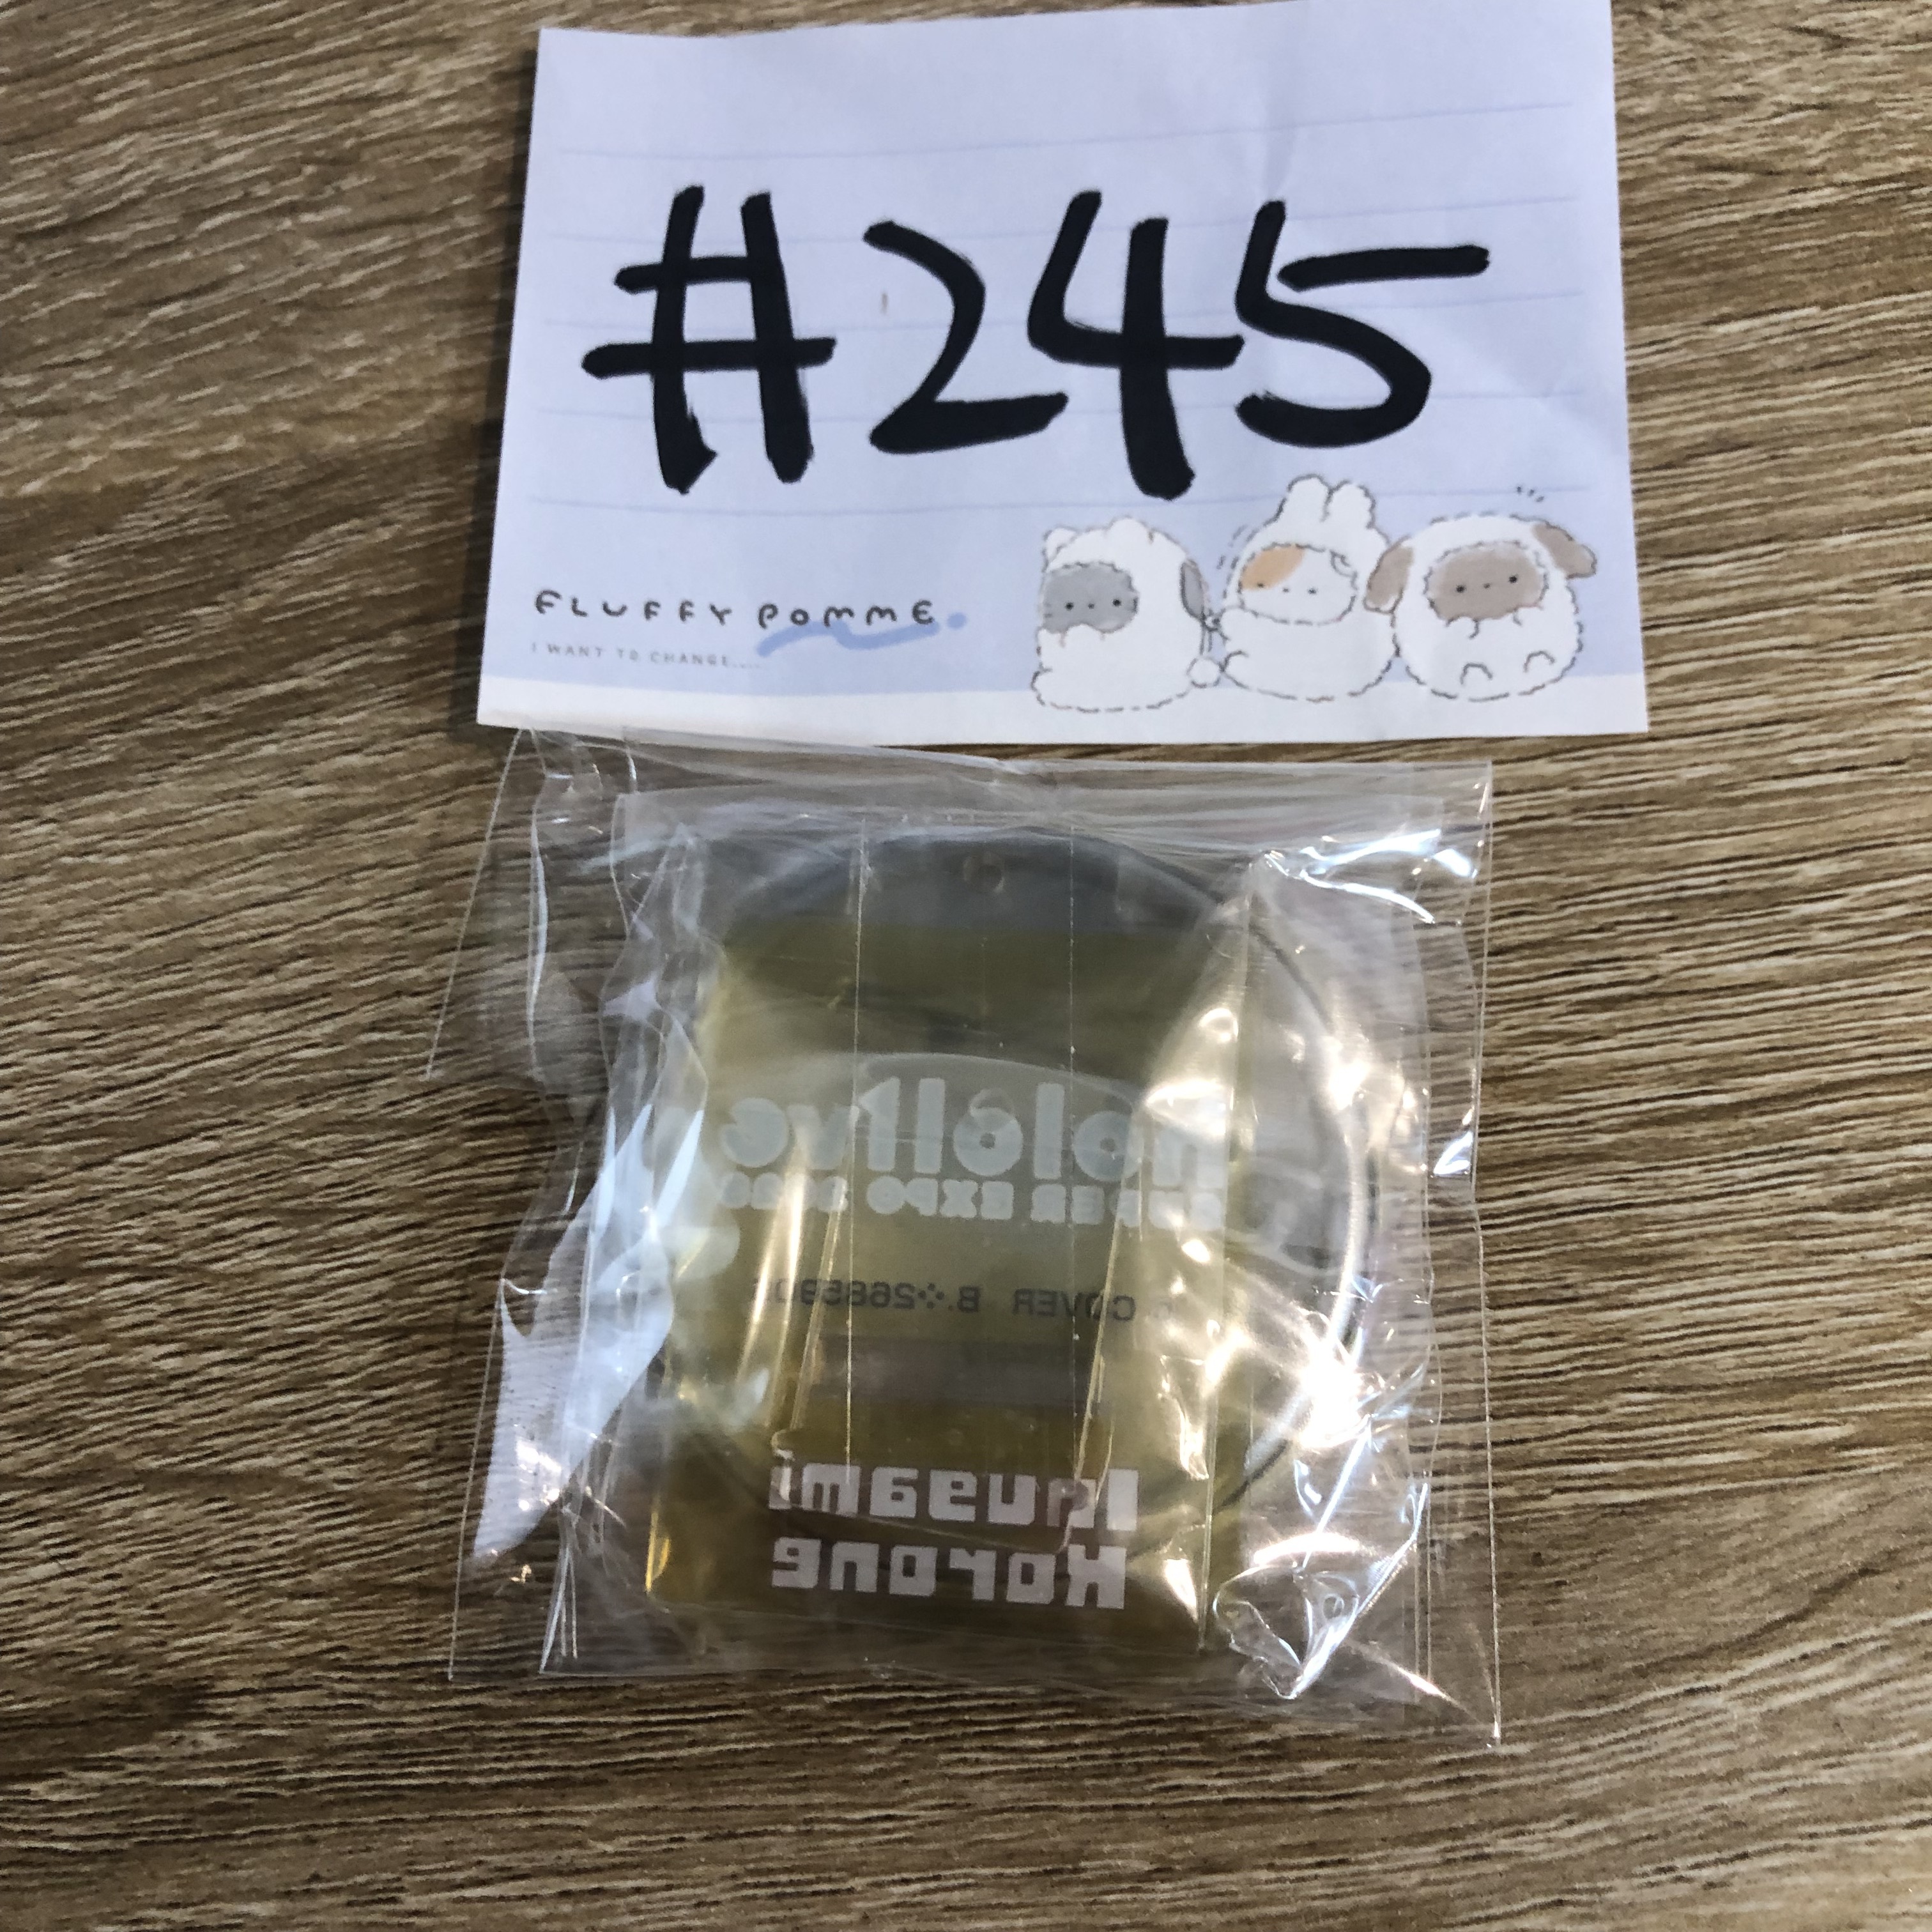 #245
FLUFFY POMME
I WANT TO CHANGE....
hololive
SUPER EXPO
COVER B
Inugami
Korone